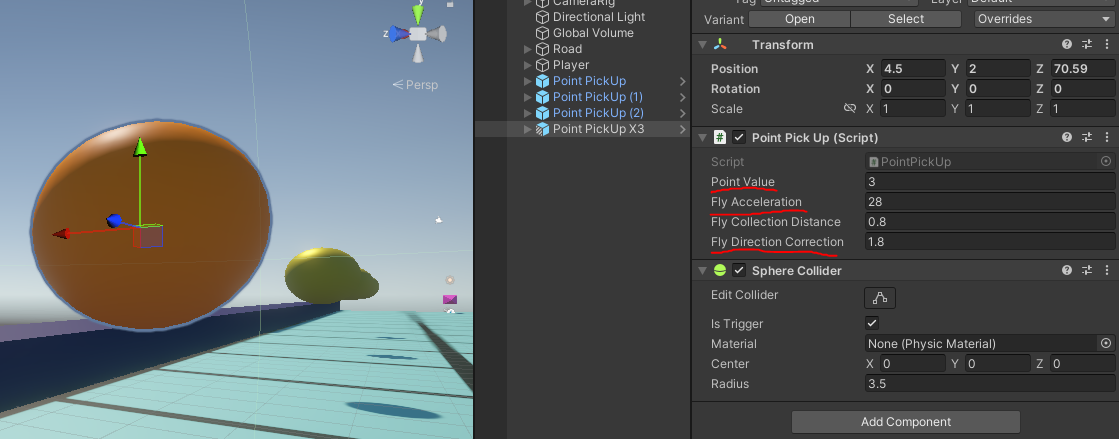 Tag Untagged Layer Default
CameraRig
Directional Light
Global Volume
Road
Player
Point PickUp
Point PickUp (1)
Point PickUp (2)
Point PickUp X3
y
z
Persp
Variant Open Select Overrides
Transform
Position X 4.5 Y 2 Z 70.59
Rotation X 0 Y 0 Z 0
Scale X 1 Y 1 Z 1
Point Pick Up (Script)
Script PointPickUp
Point Value 3
Fly Acceleration 28
Fly Collection Distance 0.8
Fly Direction Correction 1.8
Sphere Collider
Edit Collider
Is Trigger
Material None (Physic Material)
Center X 0 Y 0 Z 0
Radius 3.5
Add Component